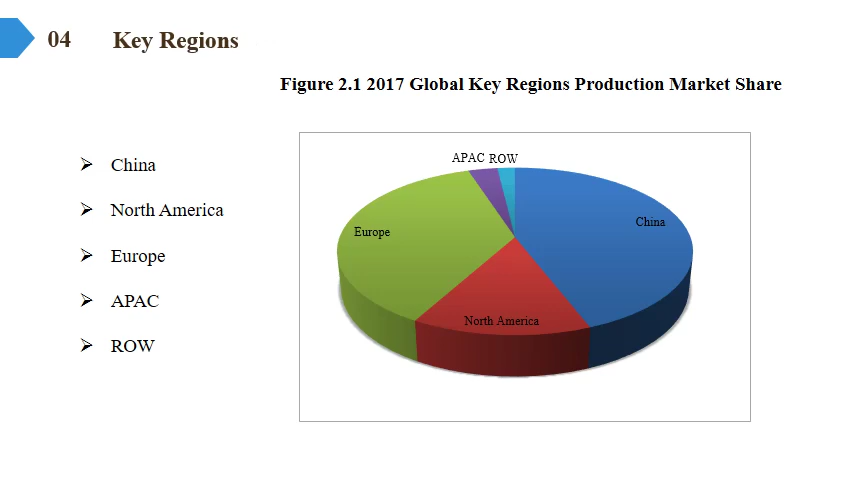 04 Key Regions
Figure 2.1 2017 Global Key Regions Production Market Share
China
North America
Europe
APAC
ROW
APAC ROW
China
Europe
North America